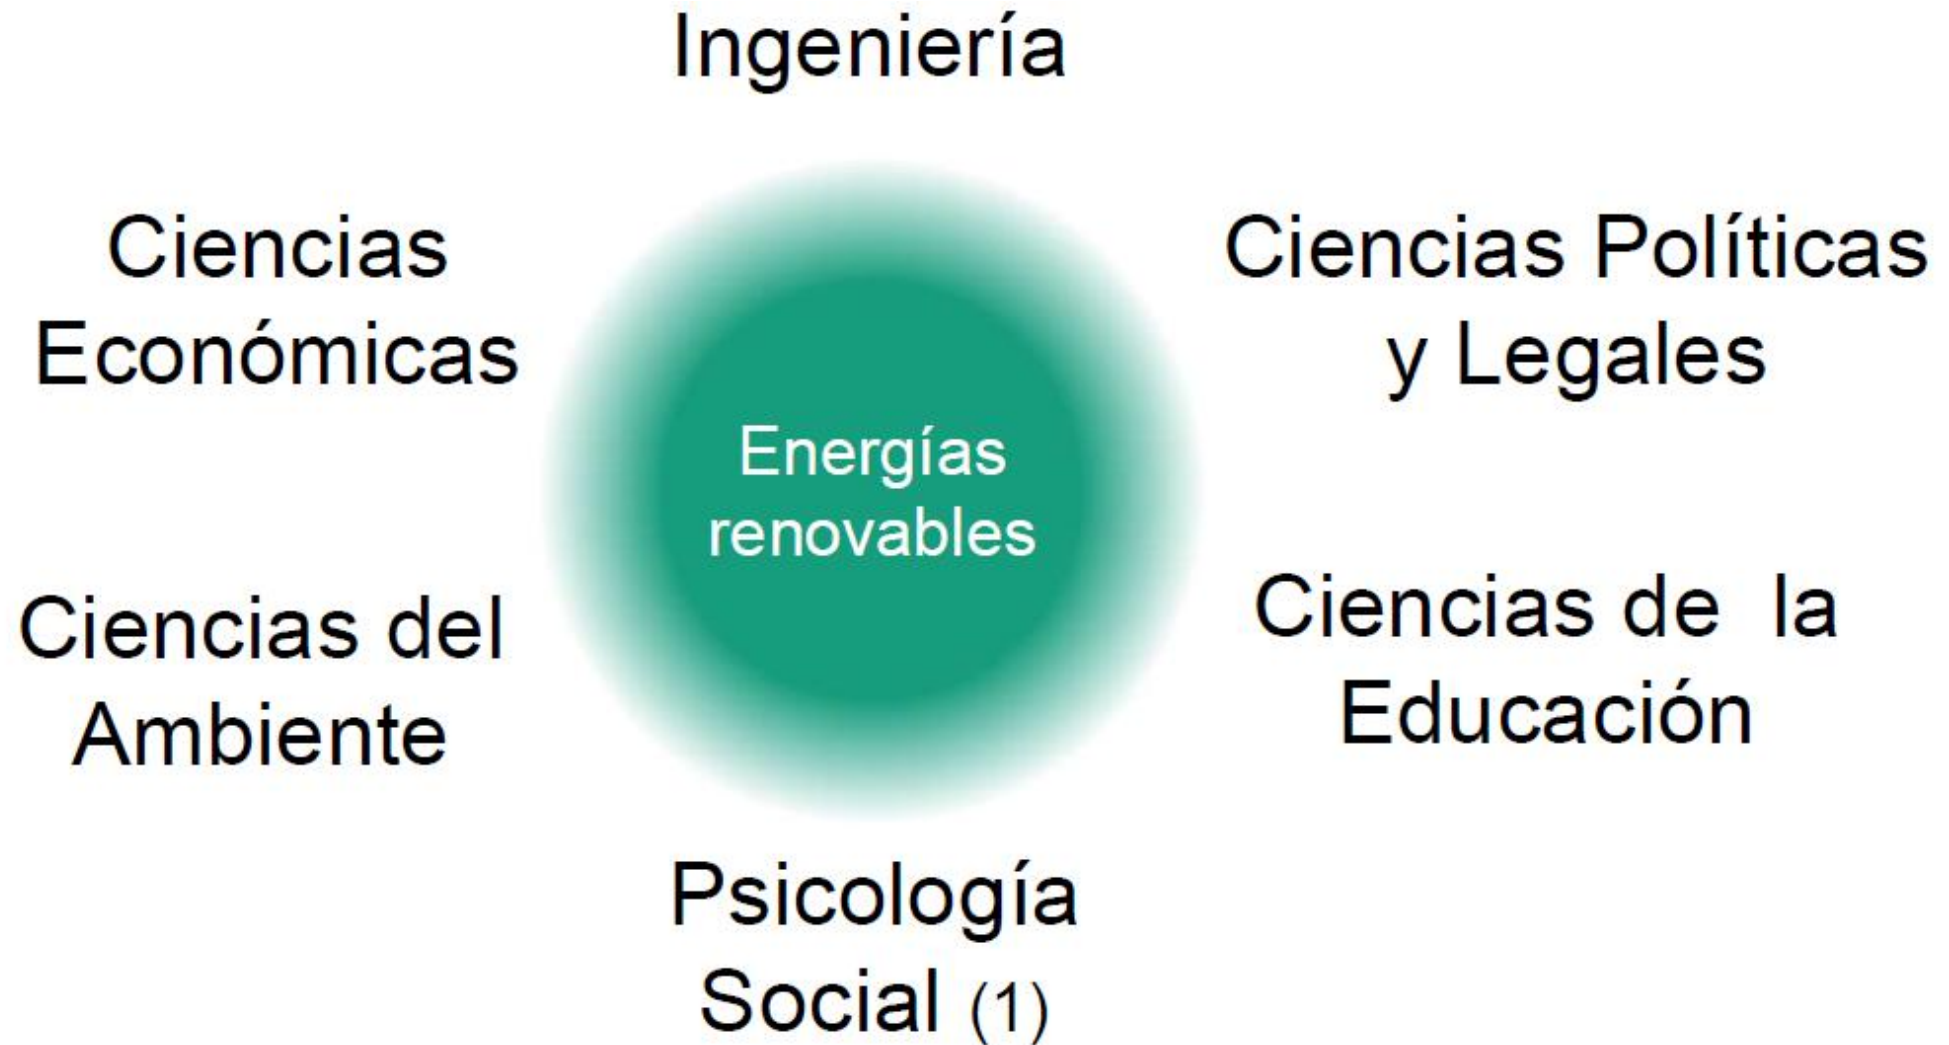 Ingeniería
Ciencias
Económicas
Ciencias Políticas
y Legales
Energías
renovables
Ciencias del
Ambiente
Ciencias de la
Educación
Psicología
Social (1)